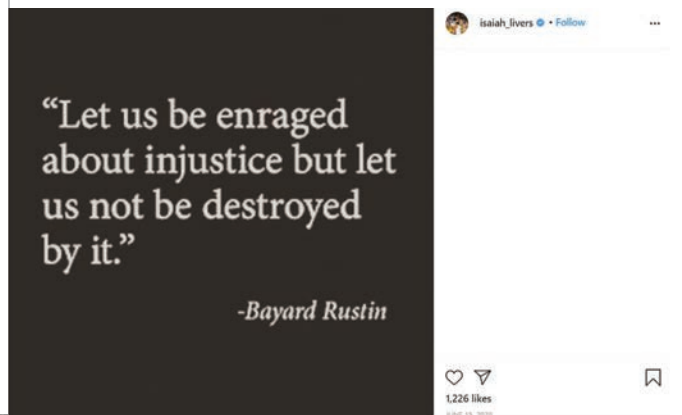 “Let us be enraged
about injustice but let
us not be destroyed
by it.”
-Bayard Rustin
isaiah_livers • Follow
1,226 likes